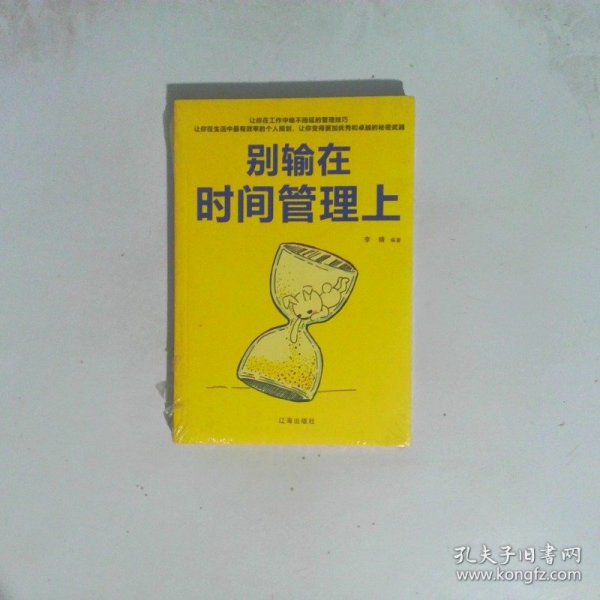 让你在工作中绝不拖延的管理技巧
让你在生活中最有效率的个人规划,让你变得更加优秀和卓越的秘密武器
别输在
时间管理上
李 编著
辽海出版社
孔夫子旧书网
www.kongfz.com